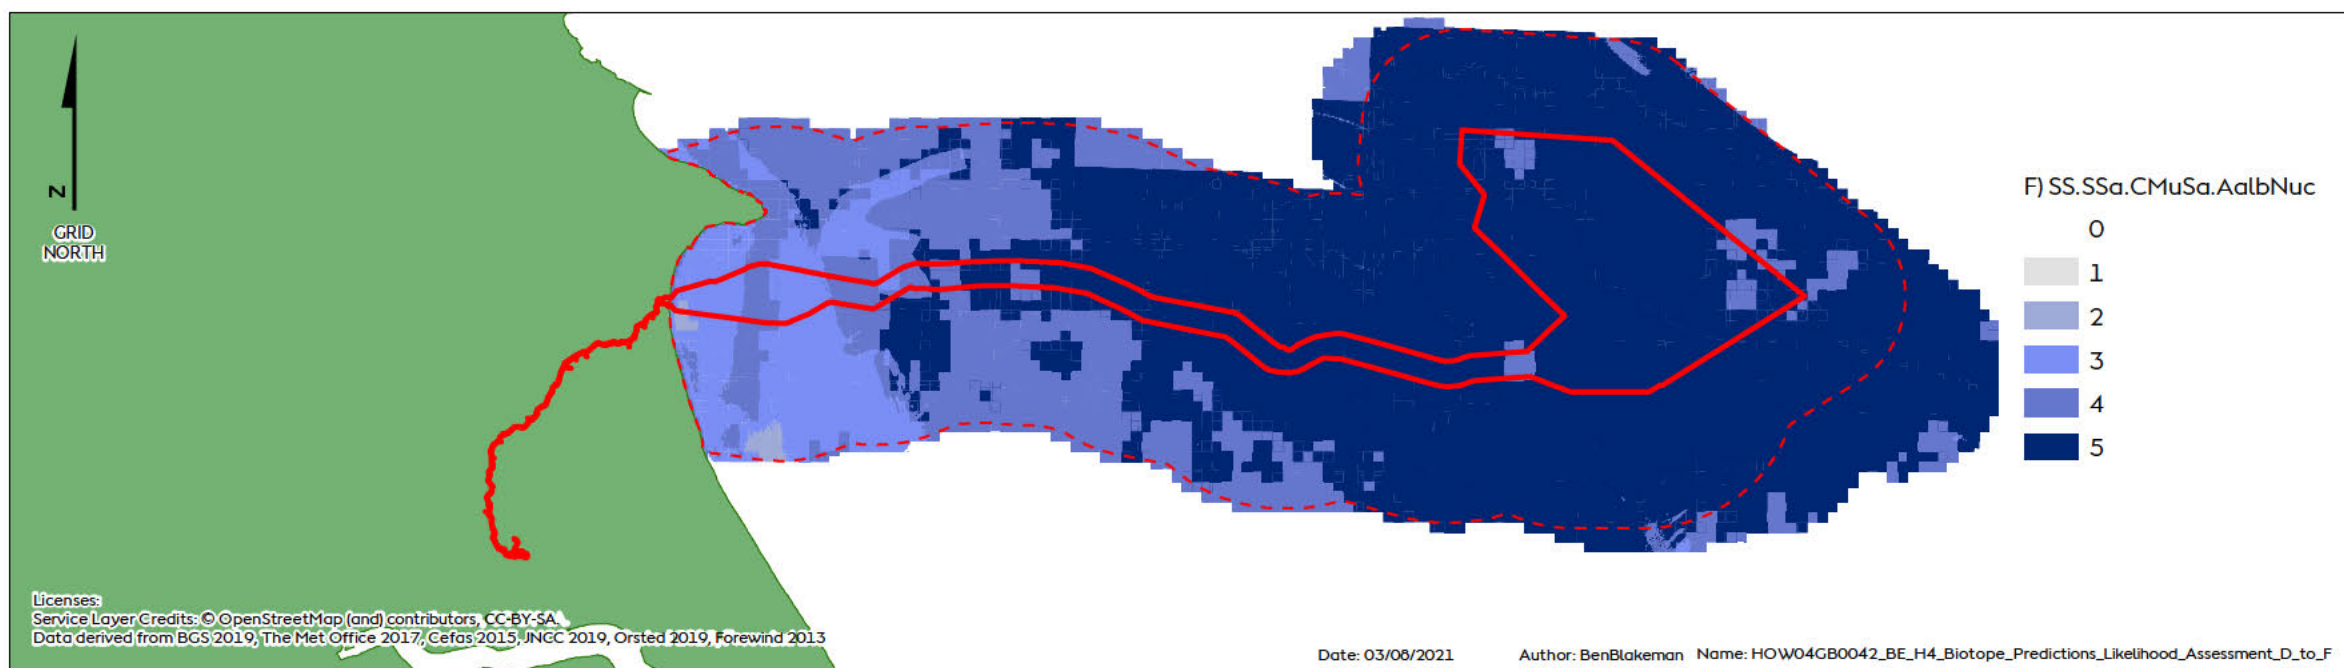 N
GRID
NORTH
F) SS.SSa.CMuSa.AalbNuc
0
1
2
3
4
5
Licenses:
Service Layer Credits: © OpenStreetMap (and) contributors, CC-BY-SA.
Data derived from BGS 2019, The Met Office 2017, Cefas 2015, JNCC 2019, Orsted 2019, Forewind 2013
Date: 03/08/2021 Author: BenBlakeman Name: HOW04GB0042_BE_H4_Biotope_Predictions_Likelihood_Assessment_D_to_F